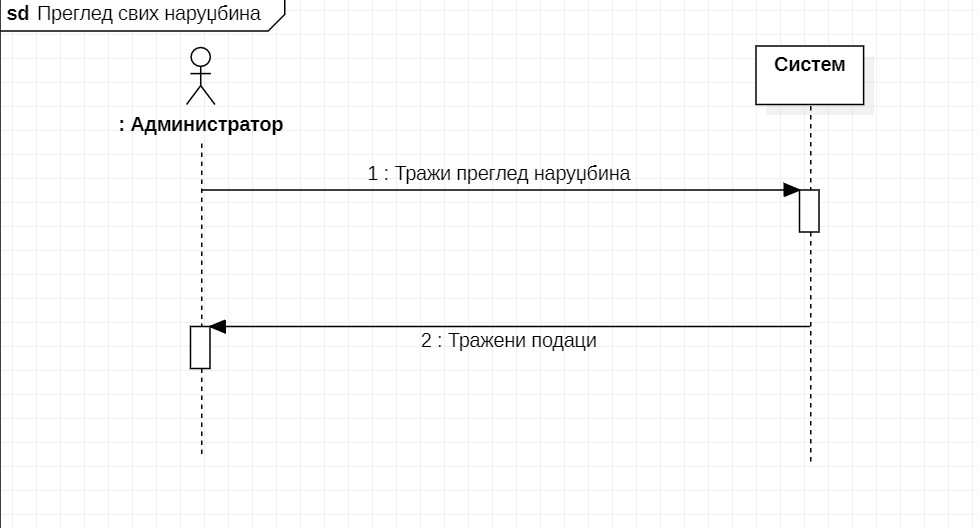 sd Преглед свих наруџбина
: Администратор
Систем
1 : Тражи преглед наруџбина
2 : Тражени подаци